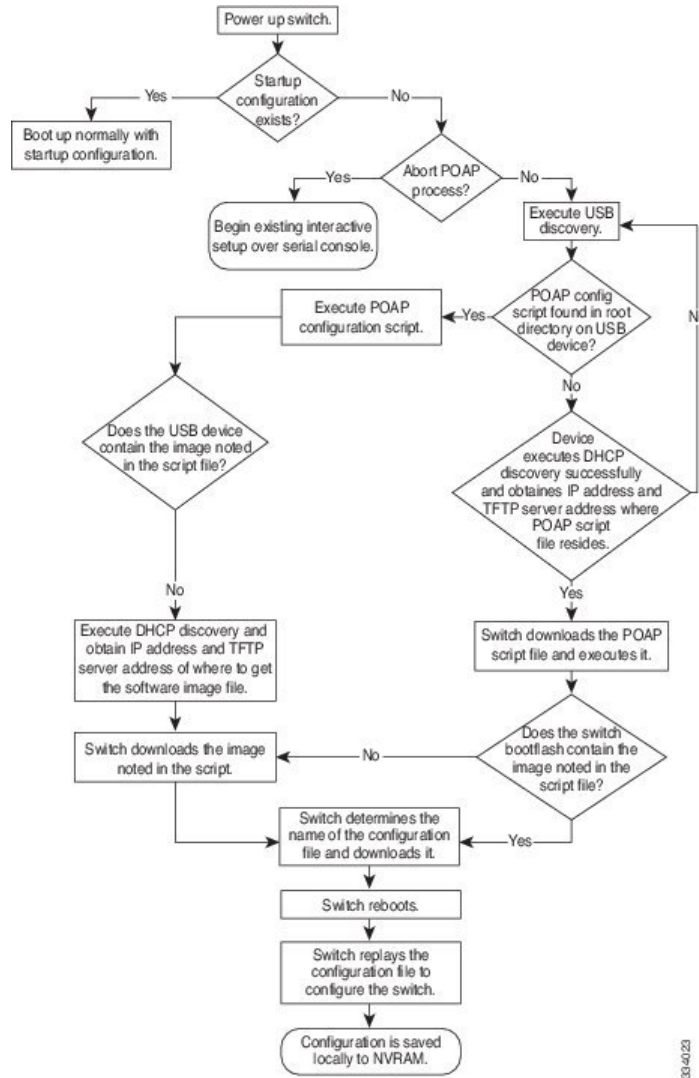 Power up switch.
Startup
configuration
exists?
Yes
No
Boot up normally with
startup configuration.
Abort POAP
process?
Yes
No
Begin existing interactive
setup over serial console.
Execute USB
discovery.
POAP config
script found in root
directory on USB
device?
Yes
N
Execute POAP
configuration script.
No
Does the USB device
contain the image noted
in the script file?
Device
executes DHCP
discovery successfully
and obtaines IP address and
TFTP server address where
POAP script
file resides.
No
Yes
Execute DHCP discovery and
obtain IP address and TFTP
server address of where to get
the software image file.
Switch downloads the POAP
script file and executes it.
Does the switch
bootflash contain the
image noted in the
script file?
No
Switch downloads the image
noted in the script.
Yes
Switch determines the
name of the configuration
file and downloads it.
Switch reboots.
Switch replays the
configuration file to
configure the switch.
Configuration is saved
locally to NVRAM.
334023